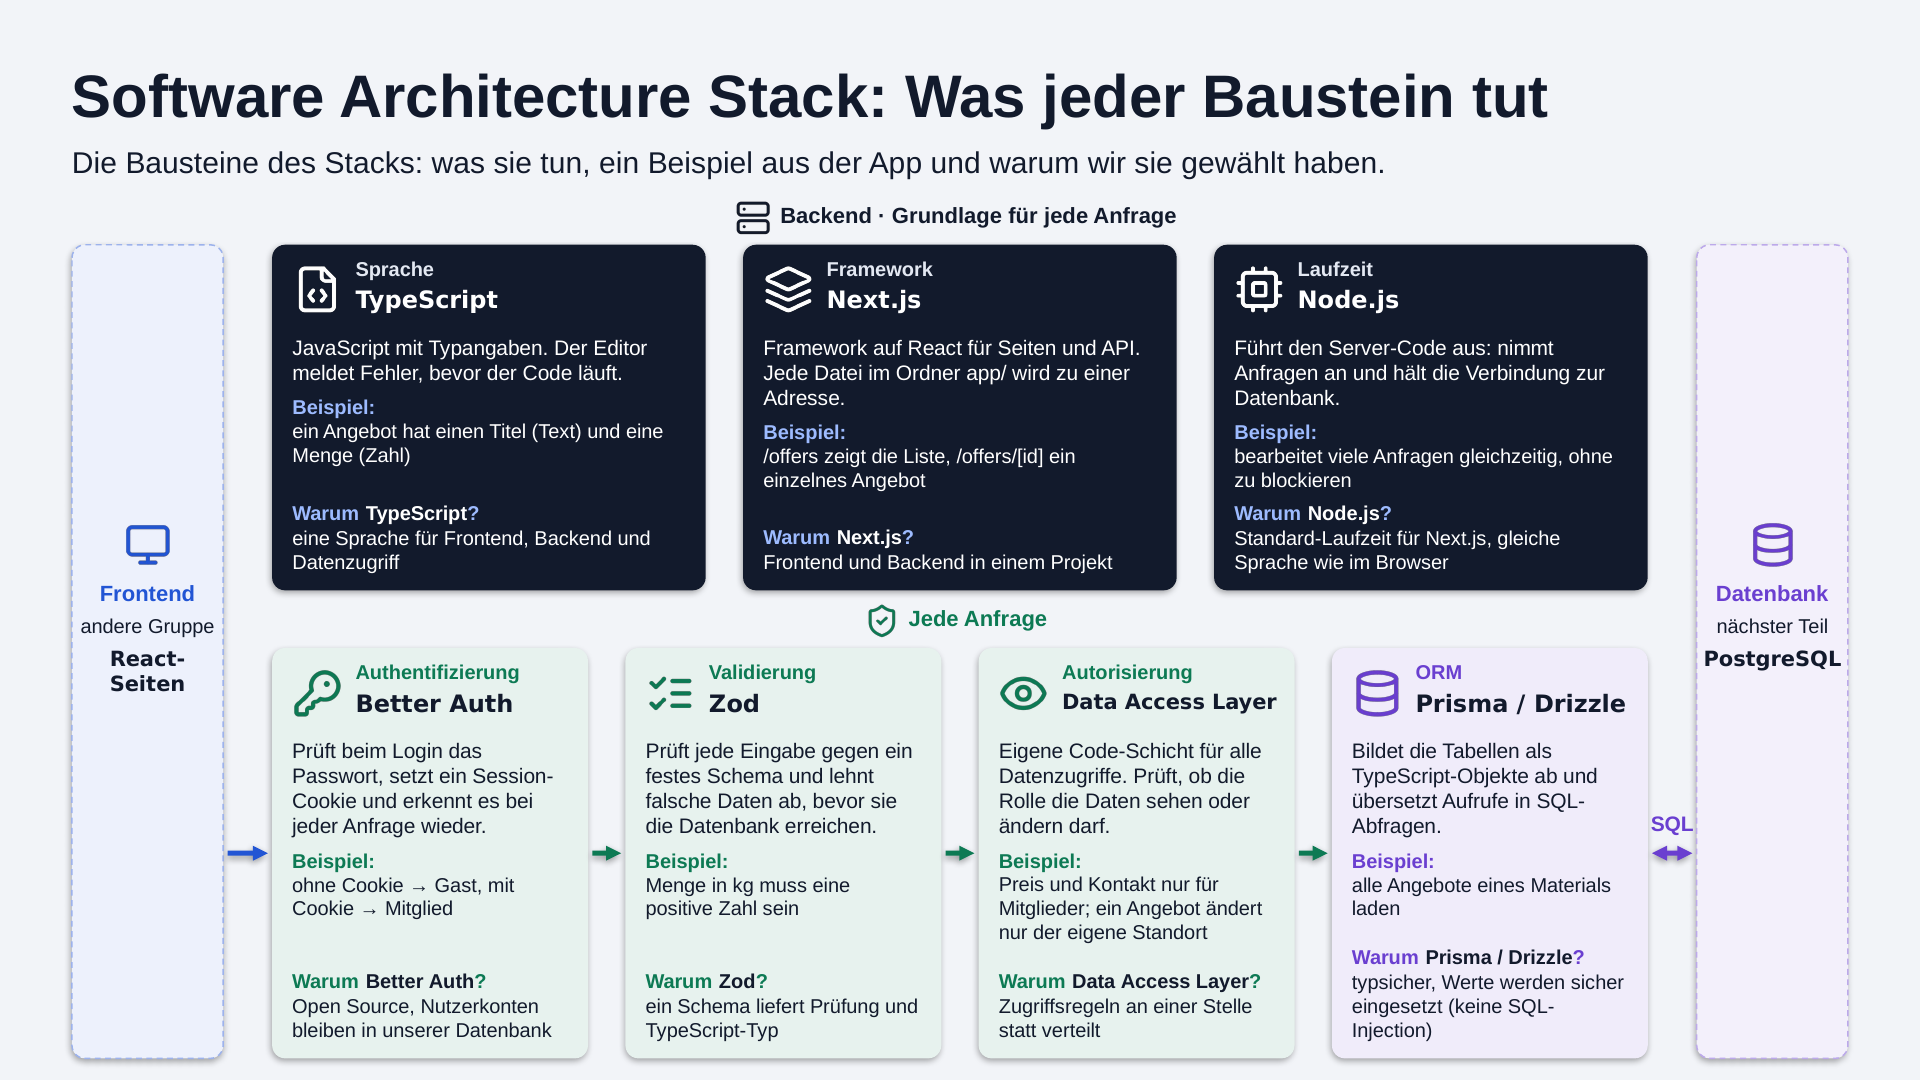 Software Architecture Stack: Was jeder Baustein tut
Die Bausteine des Stacks: was sie tun, ein Beispiel aus der App und warum wir sie gewählt haben.
Backend · Grundlage für jede Anfrage
Frontend
andere Gruppe
React-
Seiten
Sprache
TypeScript
JavaScript mit Typangaben. Der Editor
meldet Fehler, bevor der Code läuft.
Beispiel:
ein Angebot hat einen Titel (Text) und eine
Menge (Zahl)
Warum TypeScript?
eine Sprache für Frontend, Backend und
Datenzugriff
Framework
Next.js
Framework auf React für Seiten und API.
Jede Datei im Ordner app/ wird zu einer
Adresse.
Beispiel:
/offers zeigt die Liste, /offers/[id] ein
einzelnes Angebot
Warum Next.js?
Frontend und Backend in einem Projekt
Laufzeit
Node.js
Führt den Server-Code aus: nimmt
Anfragen an und hält die Verbindung zur
Datenbank.
Beispiel:
bearbeitet viele Anfragen gleichzeitig, ohne
zu blockieren
Warum Node.js?
Standard-Laufzeit für Next.js, gleiche
Sprache wie im Browser
Jede Anfrage
Authentifizierung
Better Auth
Prüft beim Login das
Passwort, setzt ein Session-
Cookie und erkennt es bei
jeder Anfrage wieder.
Beispiel:
ohne Cookie → Gast, mit
Cookie → Mitglied
Warum Better Auth?
Open Source, Nutzerkonten
bleiben in unserer Datenbank
Validierung
Zod
Prüft jede Eingabe gegen ein
festes Schema und lehnt
falsche Daten ab, bevor sie
die Datenbank erreichen.
Beispiel:
Menge in kg muss eine
positive Zahl sein
Warum Zod?
ein Schema liefert Prüfung und
TypeScript-Typ
Autorisierung
Data Access Layer
Eigene Code-Schicht für alle
Datenzugriffe. Prüft, ob die
Rolle die Daten sehen oder
ändern darf.
Beispiel:
Preis und Kontakt nur für
Mitglieder; ein Angebot ändert
nur der eigene Standort
Warum Data Access Layer?
Zugriffsregeln an einer Stelle
statt verteilt
ORM
Prisma / Drizzle
Bildet die Tabellen als
TypeScript-Objekte ab und
übersetzt Aufrufe in SQL-
Abfragen.
Beispiel:
alle Angebote eines Materials
laden
Warum Prisma / Drizzle?
typsicher, Werte werden sicher
eingesetzt (keine SQL-
Injection)
SQL
Datenbank
nächster Teil
PostgreSQL